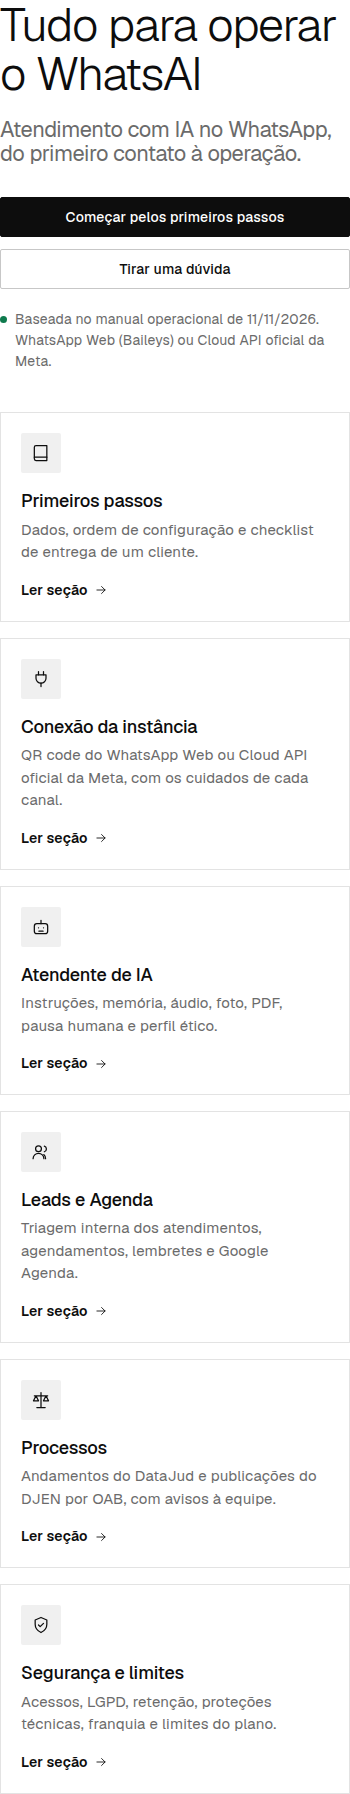 Tudo para operar
o WhatsAI
Atendimento com IA no WhatsApp,
do primeiro contato à operação.
Começar pelos primeiros passos
Tirar uma dúvida
Baseada no manual operacional de 11/11/2026.
WhatsApp Web (Baileys) ou Cloud API oficial da
Meta.
Primeiros passos
Dados, ordem de configuração e checklist
de entrega de um cliente.
Ler seção →
Conexão da instância
QR code do WhatsApp Web ou Cloud API
oficial da Meta, com os cuidados de cada
canal.
Ler seção →
Atendente de IA
Instruções, memória, áudio, foto, PDF,
pausa humana e perfil ético.
Ler seção →
Leads e Agenda
Triagem interna dos atendimentos,
agendamentos, lembretes e Google
Agenda.
Ler seção →
Processos
Andamentos do DataJud e publicações do
DJEN por OAB, com avisos à equipe.
Ler seção →
Segurança e limites
Acessos, LGPD, retenção, proteções
técnicas, franquia e limites do plano.
Ler seção →